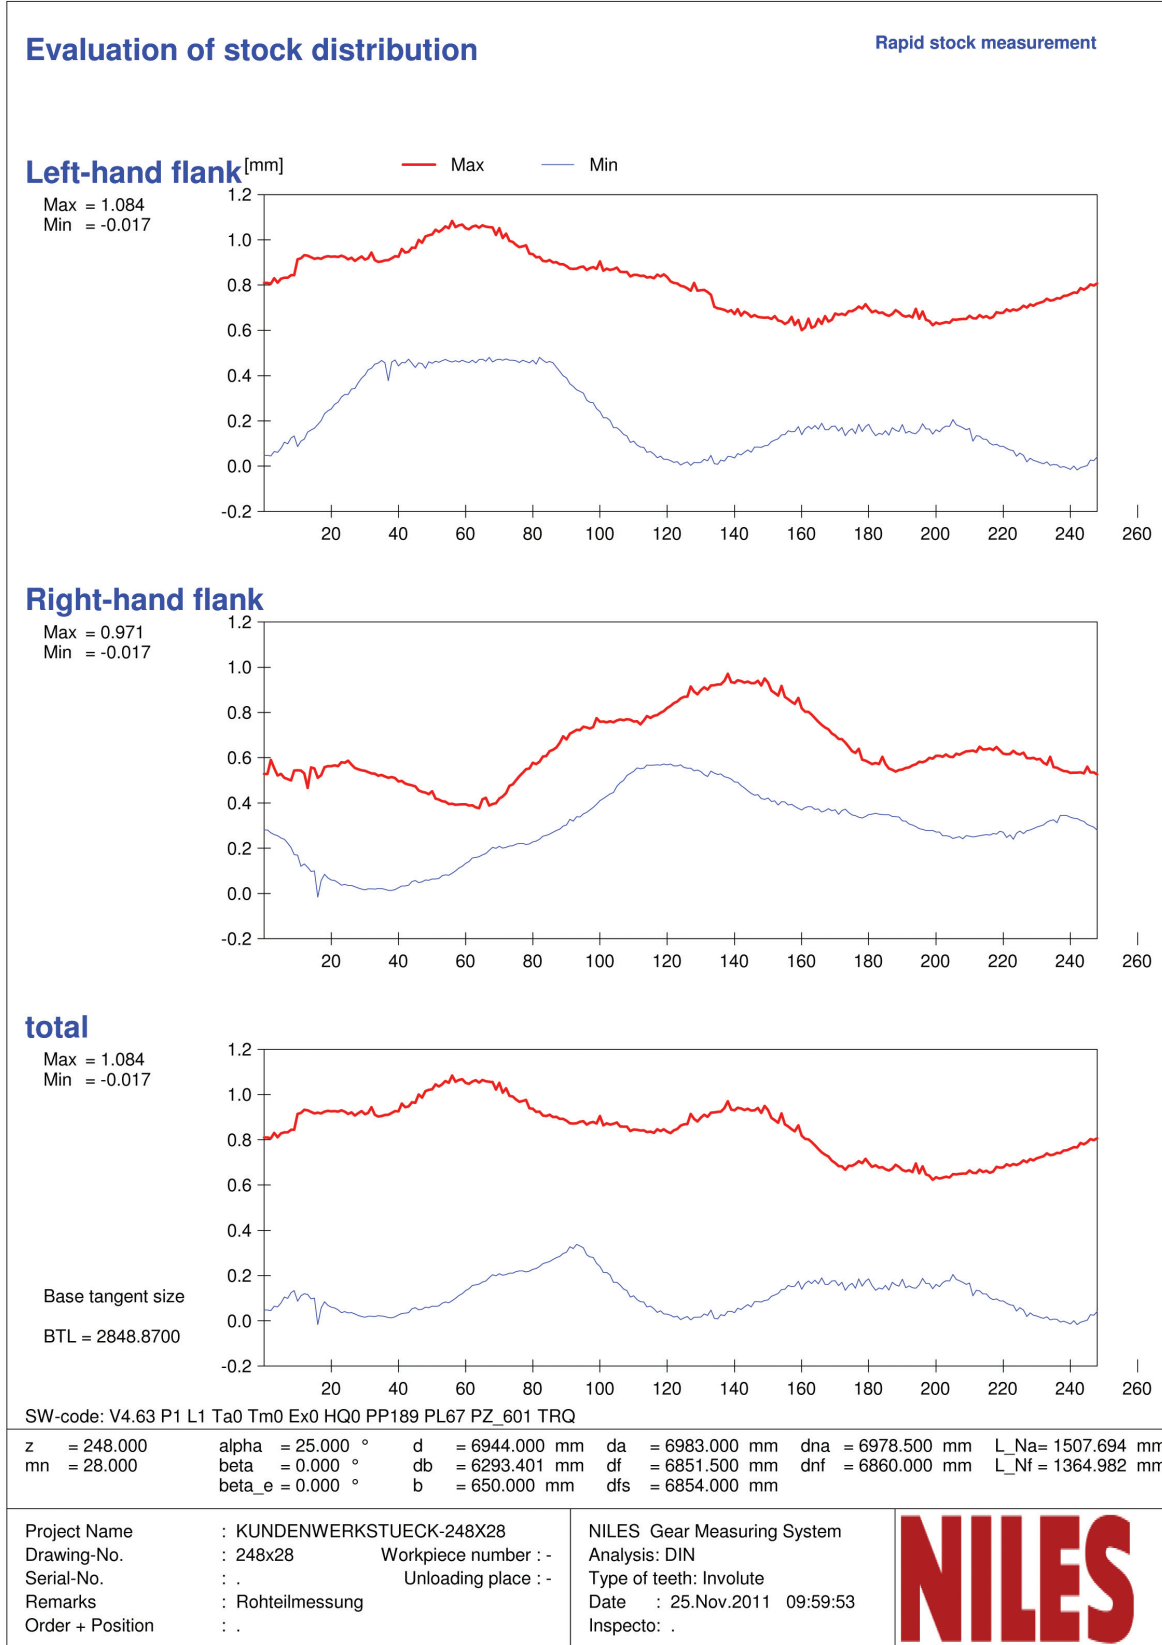 Evaluation of stock distribution
Rapid stock measurement
Left-hand flank [mm] Max Min
Max = 1.084
Min = -0.017
1.2
1.0
0.8
0.6
0.4
0.2
0.0
-0.2
20 40 60 80 100 120 140 160 180 200 220 240 260
Right-hand flank
Max = 0.971
Min = -0.017
1.2
1.0
0.8
0.6
0.4
0.2
0.0
-0.2
20 40 60 80 100 120 140 160 180 200 220 240 260
total
Max = 1.084
Min = -0.017
1.2
1.0
0.8
0.6
0.4
0.2
0.0
-0.2
Base tangent size
BTL = 2848.8700
20 40 60 80 100 120 140 160 180 200 220 240 260
SW-code: V4.63 P1 L1 Ta0 Tm0 Ex0 HQ0 PP189 PL67 PZ_601 TRQ
z = 248.000 alpha = 25.000 ° d = 6944.000 mm da = 6983.000 mm dna = 6978.500 mm L_Na= 1507.694 mm
mn = 28.000 beta = 0.000 ° db = 6293.401 mm df = 6851.500 mm dnf = 6860.000 mm L_Nf = 1364.982 mm
beta_e = 0.000 ° b = 650.000 mm dfs = 6854.000 mm
Project Name : KUNDENWERKSTUECK-248X28
Drawing-No. : 248x28 Workpiece number : -
Serial-No. : . Unloading place : -
Remarks : Rohteilmessung
Order + Position : .
NILES Gear Measuring System
Analysis: DIN
Type of teeth: Involute
Date : 25.Nov.2011 09:59:53
Inspecto: .
NILES